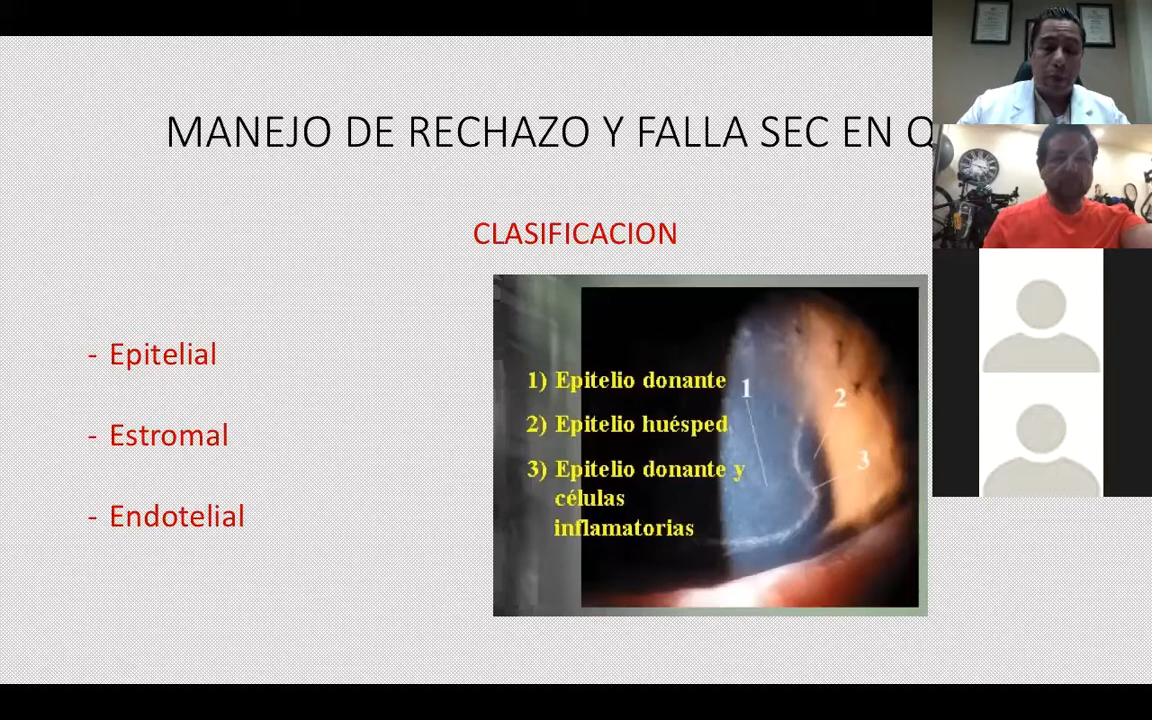 MANEJO DE RECHAZO Y FALLA SEC EN Q
CLASIFICACION
- Epitelial
- Estromal
- Endotelial
1) Epitelio donante
2) Epitelio huésped
3) Epitelio donante y
células
inflamatorias
1
2
3